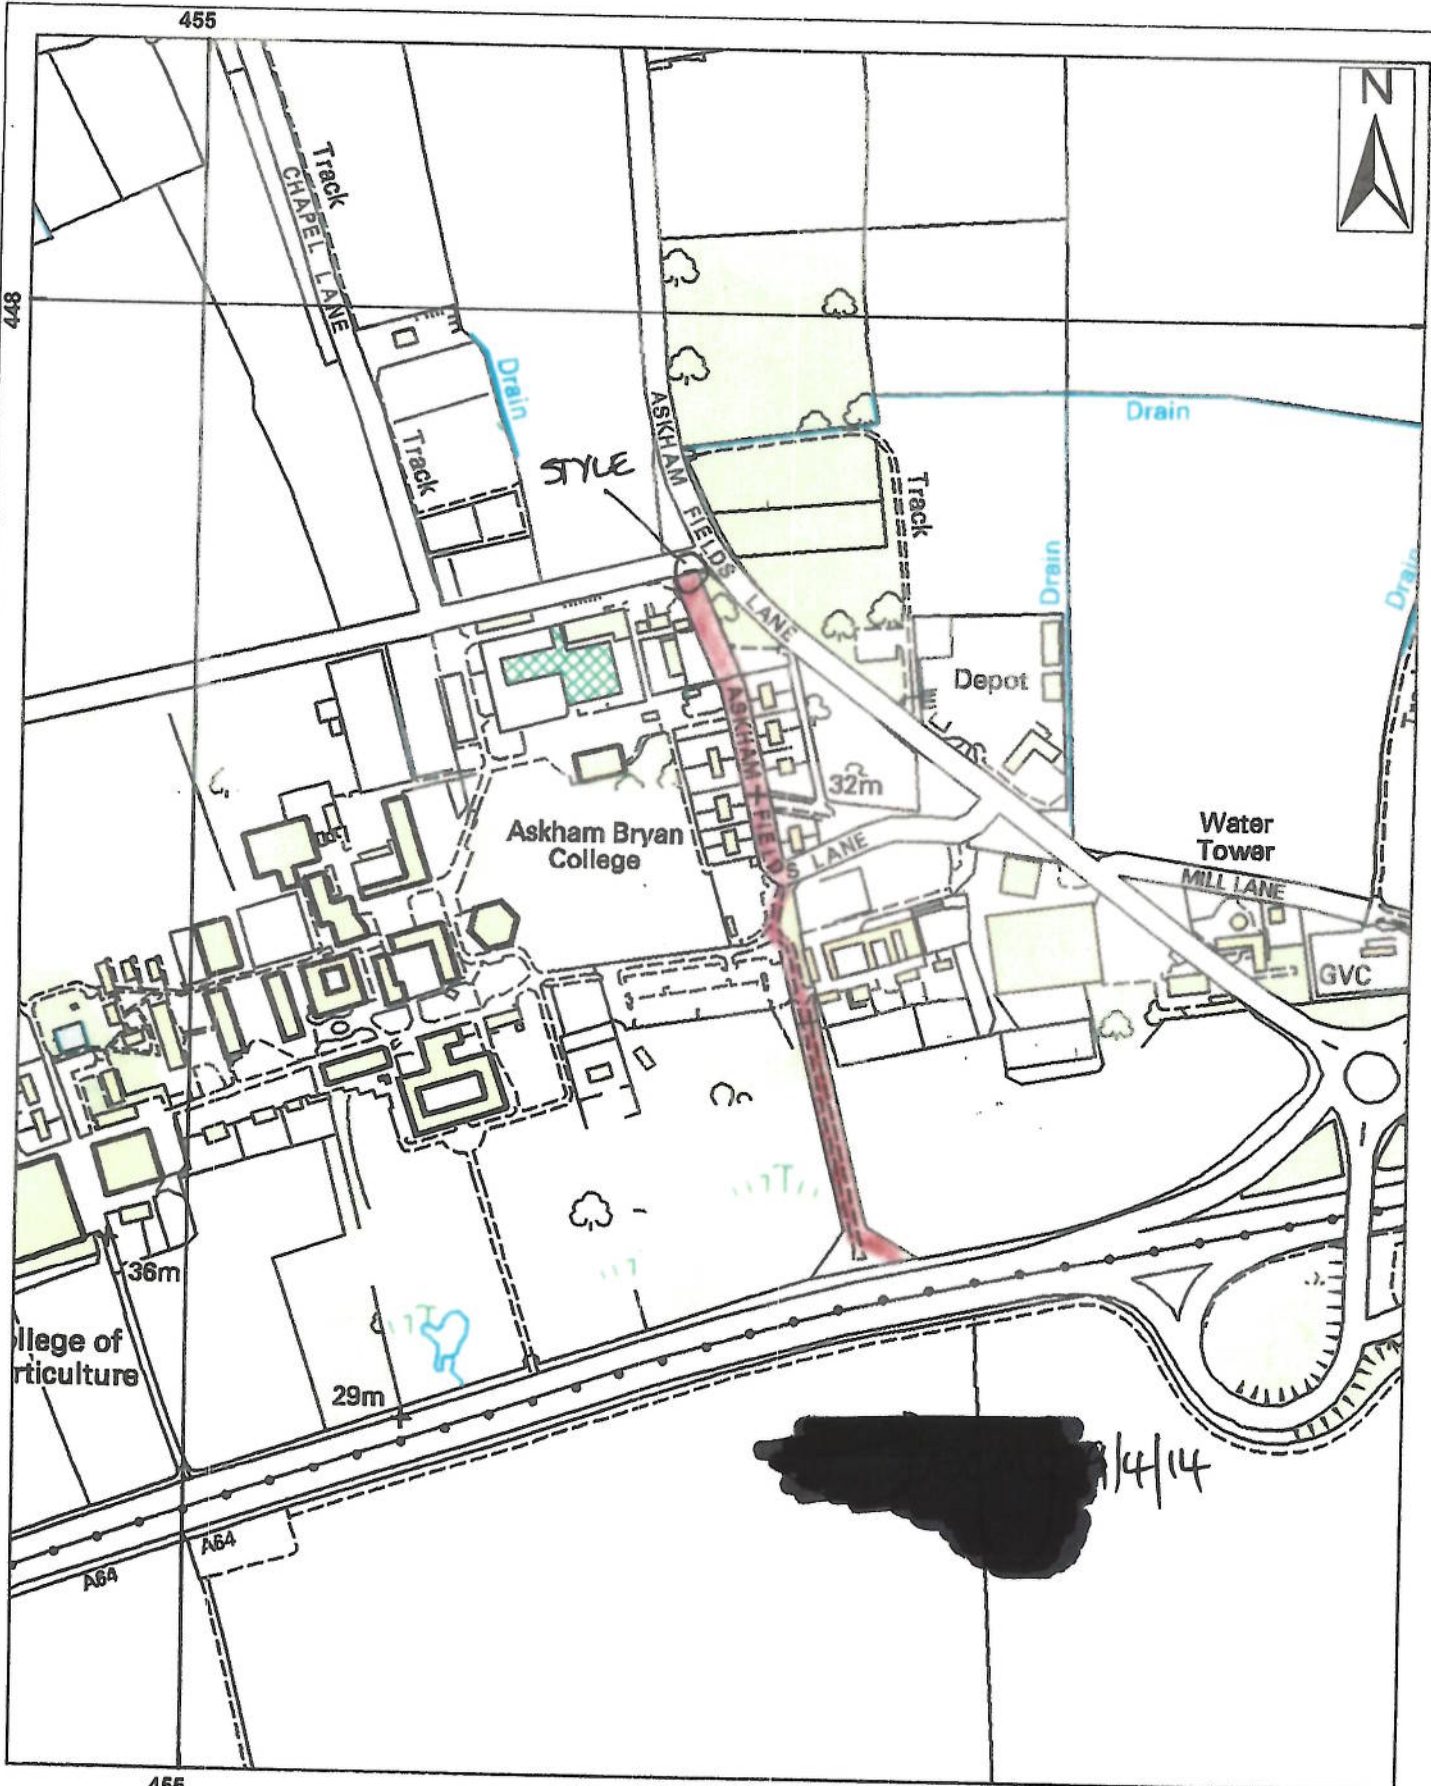 455
N
448
Track
CHAPEL LANE
Drain
Track
STYLE
ASKHAM FIELDS LANE
Drain
Track
Drain
Drain
Depot
ASKHAM FIELDS LANE
32m
Askham Bryan
College
Water
Tower
MILL LANE
GVC
36m
llege of
rticulture
29m
/4/14
A64
A64
455